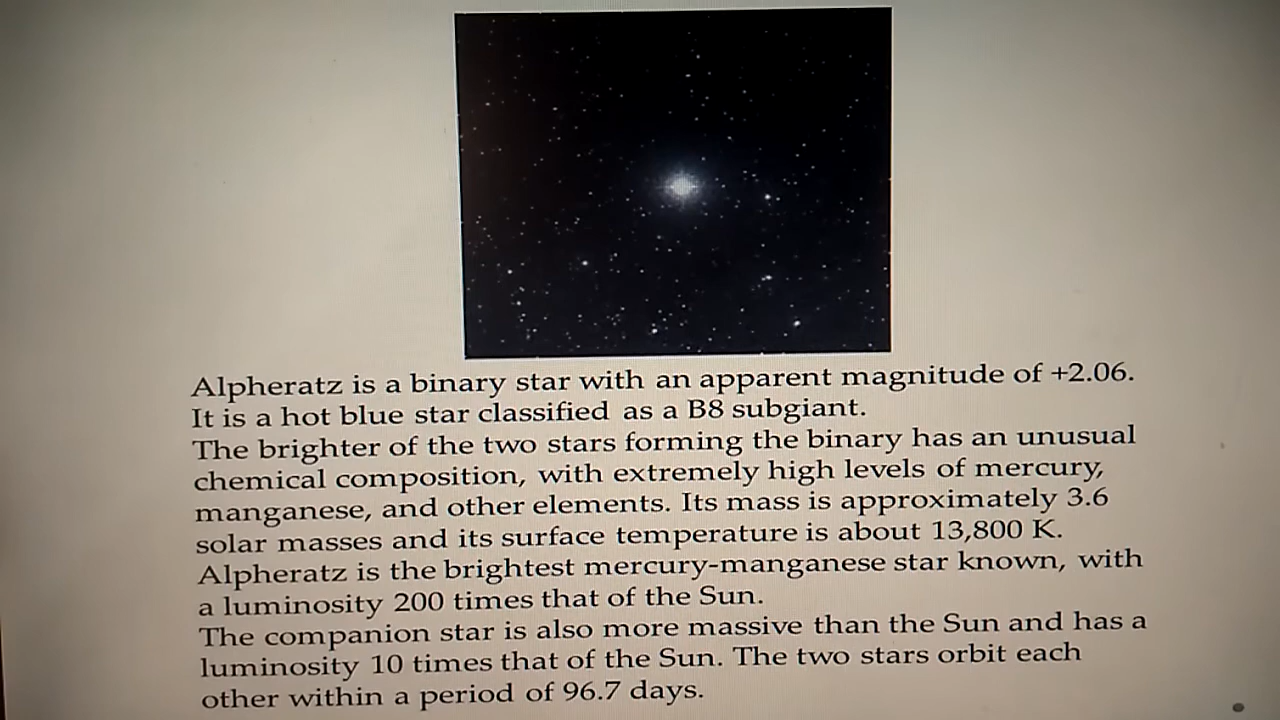 Alpheratz is a binary star with an apparent magnitude of +2.06.
It is a hot blue star classified as a B8 subgiant.
The brighter of the two stars forming the binary has an unusual
chemical composition, with extremely high levels of mercury,
manganese, and other elements. Its mass is approximately 3.6
solar masses and its surface temperature is about 13,800 K.
Alpheratz is the brightest mercury-manganese star known, with
a luminosity 200 times that of the Sun.
The companion star is also more massive than the Sun and has a
luminosity 10 times that of the Sun. The two stars orbit each
other within a period of 96.7 days.